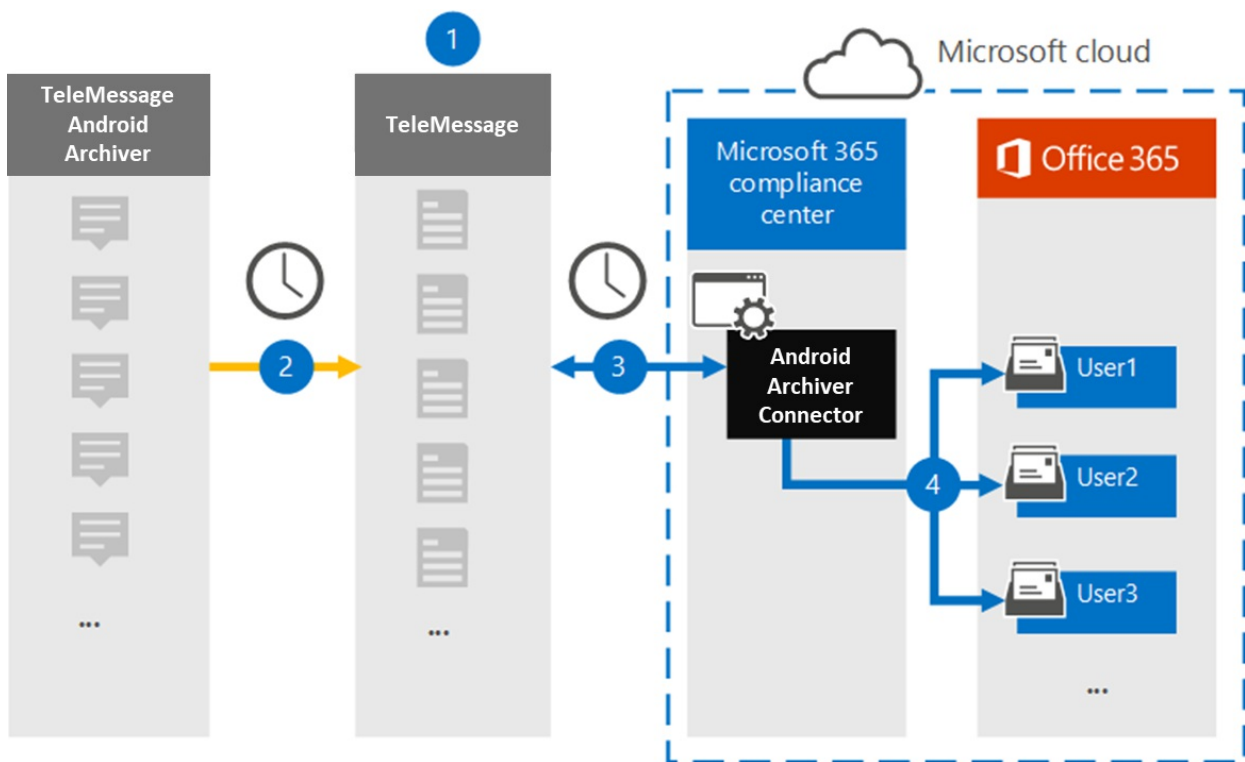 1
Microsoft cloud
TeleMessage
Android
Archiver
TeleMessage
Microsoft 365
compliance
center
Office 365
2
3
Android
Archiver
Connector
4
User1
User2
User3
...
...
...